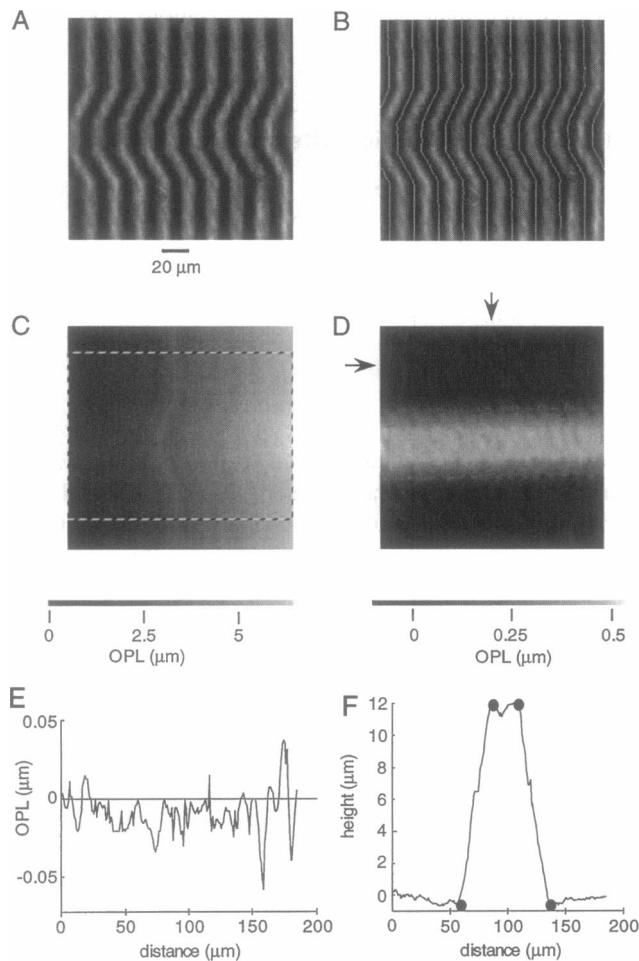 A
B
20 μm
C
D
0 2.5 5
OPL (μm)
0 0.25 0.5
OPL (μm)
E
0.05
0
-0.05
OPL (μm)
0 50 100 150 200
distance (μm)
F
12
10
8
6
4
2
0
height (μm)
0 50 100 150 200
distance (μm)